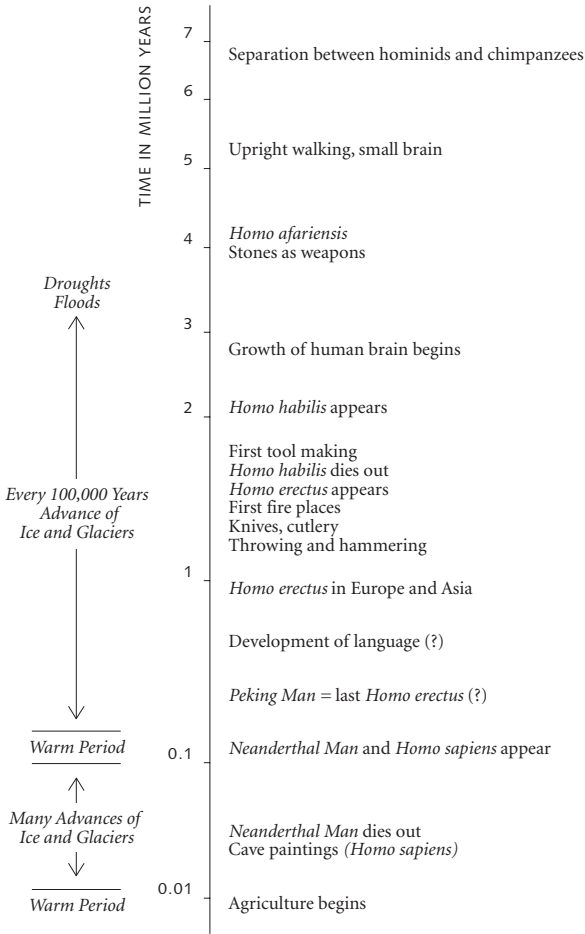 TIME IN MILLION YEARS
7
Separation between hominids and chimpanzees
6
Upright walking, small brain
5
Homo afariensis
4
Stones as weapons
Droughts
Floods
3
Growth of human brain begins
2
Homo habilis appears
First tool making
Homo habilis dies out
Every 100,000 Years
Advance of
Ice and Glaciers
Homo erectus appears
First fire places
Knives, cutlery
Throwing and hammering
1
Homo erectus in Europe and Asia
Development of language (?)
Peking Man = last Homo erectus (?)
Warm Period
0.1
Neanderthal Man and Homo sapiens appear
Many Advances of
Ice and Glaciers
Neanderthal Man dies out
Cave paintings (Homo sapiens)
0.01
Warm Period
Agriculture begins